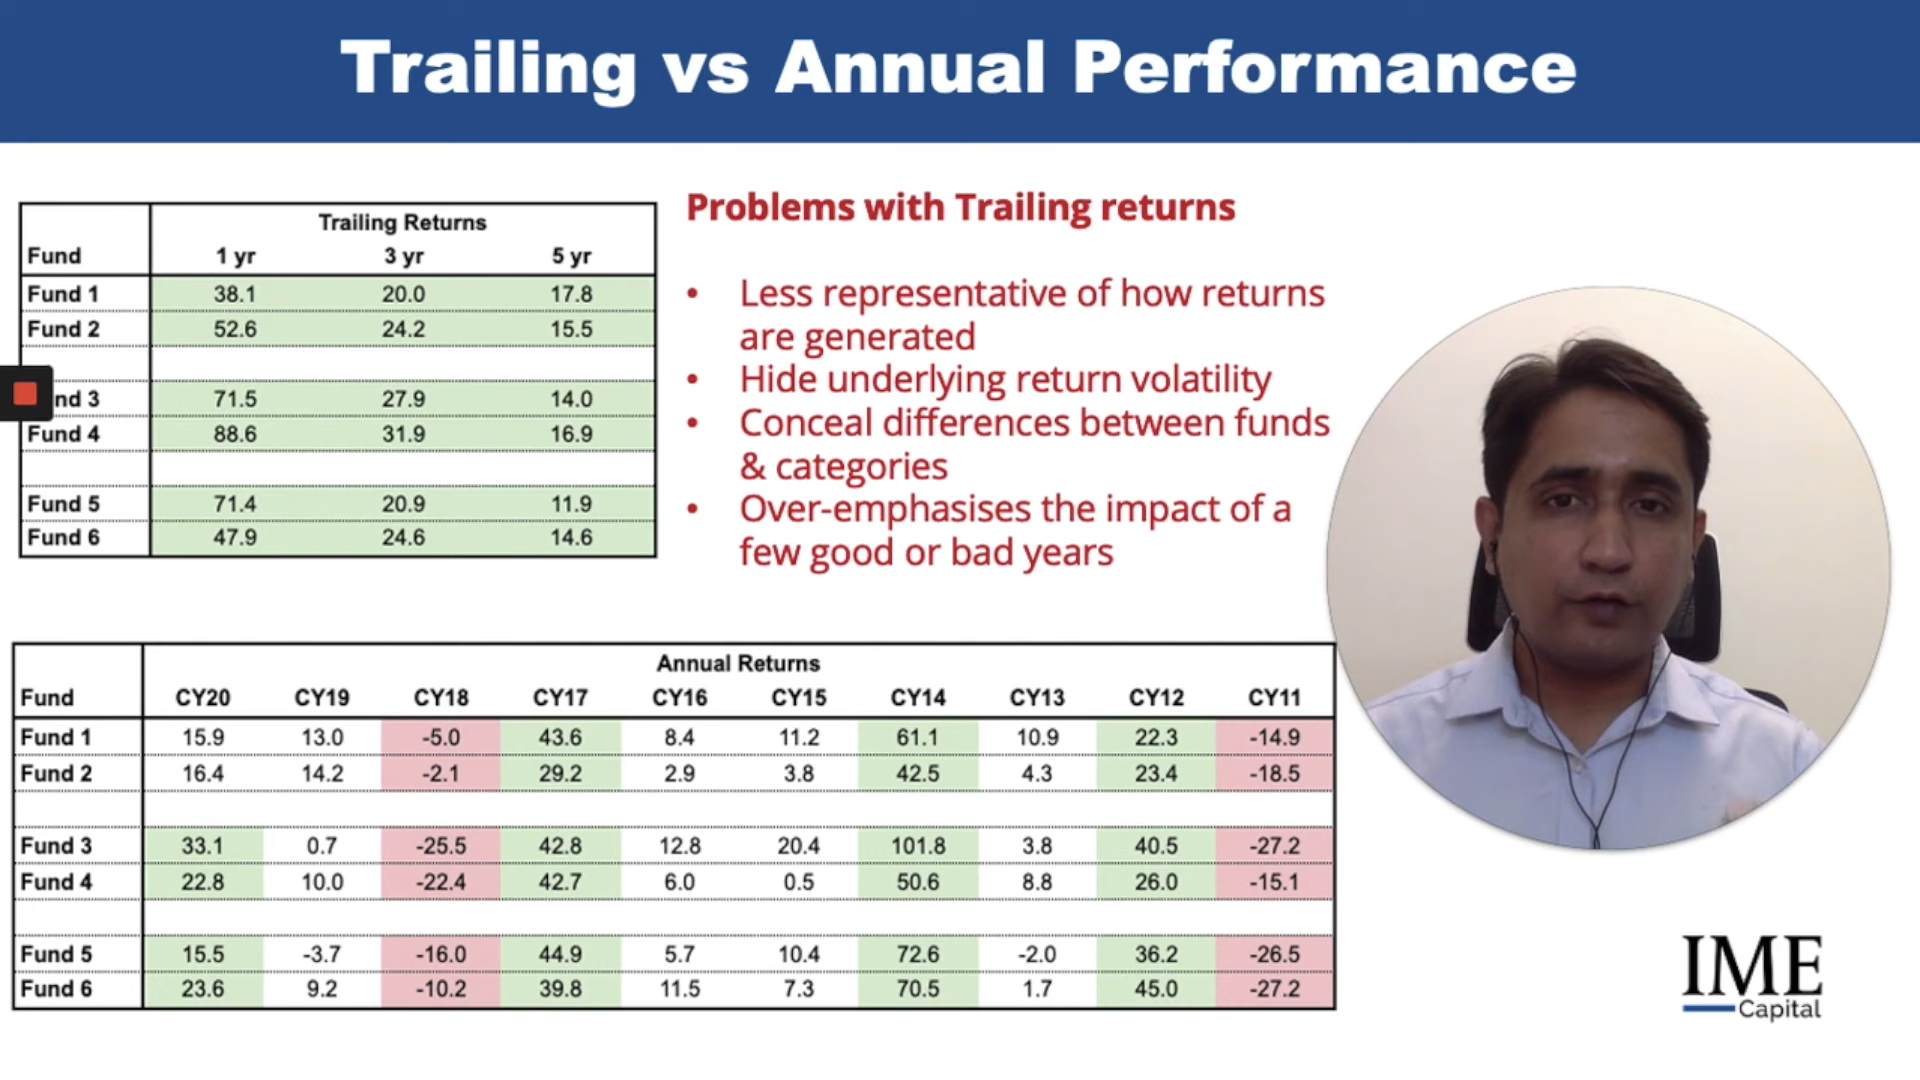 Trailing vs Annual Performance
Trailing Returns
Fund 1 yr 3 yr 5 yr
Fund 1 38.1 20.0 17.8
Fund 2 52.6 24.2 15.5
nd 3 71.5 27.9 14.0
Fund 4 88.6 31.9 16.9
Fund 5 71.4 20.9 11.9
Fund 6 47.9 24.6 14.6
Problems with Trailing returns
• Less representative of how returns
are generated
• Hide underlying return volatility
• Conceal differences between funds
& categories
• Over-emphasises the impact of a
few good or bad years
Annual Returns
Fund CY20 CY19 CY18 CY17 CY16 CY15 CY14 CY13 CY12 CY11
Fund 1 15.9 13.0 -5.0 43.6 8.4 11.2 61.1 10.9 22.3 -14.9
Fund 2 16.4 14.2 -2.1 29.2 2.9 3.8 42.5 4.3 23.4 -18.5
Fund 3 33.1 0.7 -25.5 42.8 12.8 20.4 101.8 3.8 40.5 -27.2
Fund 4 22.8 10.0 -22.4 42.7 6.0 0.5 50.6 8.8 26.0 -15.1
Fund 5 15.5 -3.7 -16.0 44.9 5.7 10.4 72.6 -2.0 36.2 -26.5
Fund 6 23.6 9.2 -10.2 39.8 11.5 7.3 70.5 1.7 45.0 -27.2
IME
Capital